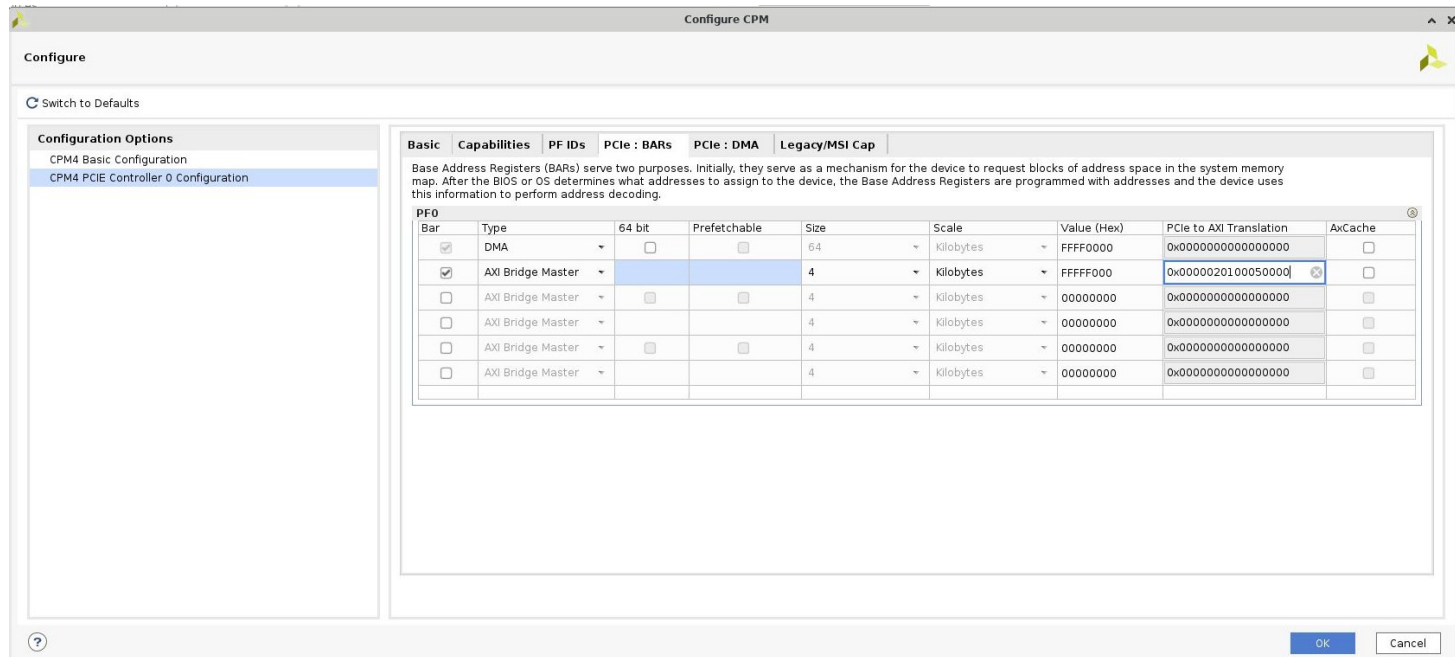 Configure CPM
Configure
Switch to Defaults
Configuration Options
CPM4 Basic Configuration
CPM4 PCIE Controller 0 Configuration
Basic Capabilities PF IDs PCIe : BARs PCIe : DMA Legacy/MSI Cap
Base Address Registers (BARs) serve two purposes. Initially, they serve as a mechanism for the device to request blocks of address space in the system memory
map. After the BIOS or OS determines what addresses to assign to the device, the Base Address Registers are programmed with addresses and the device uses
this information to perform address decoding.
PF0
Bar Type 64 bit Prefetchable Size Scale Value (Hex) PCIe to AXI Translation AxCache
DMA 64 Kilobytes FFFF0000 0x0000000000000000
AXI Bridge Master 4 Kilobytes FFFFF000 0x0000020100050000
AXI Bridge Master 4 Kilobytes 00000000 0x0000000000000000
AXI Bridge Master 4 Kilobytes 00000000 0x0000000000000000
AXI Bridge Master 4 Kilobytes 00000000 0x0000000000000000
AXI Bridge Master 4 Kilobytes 00000000 0x0000000000000000
? OK Cancel